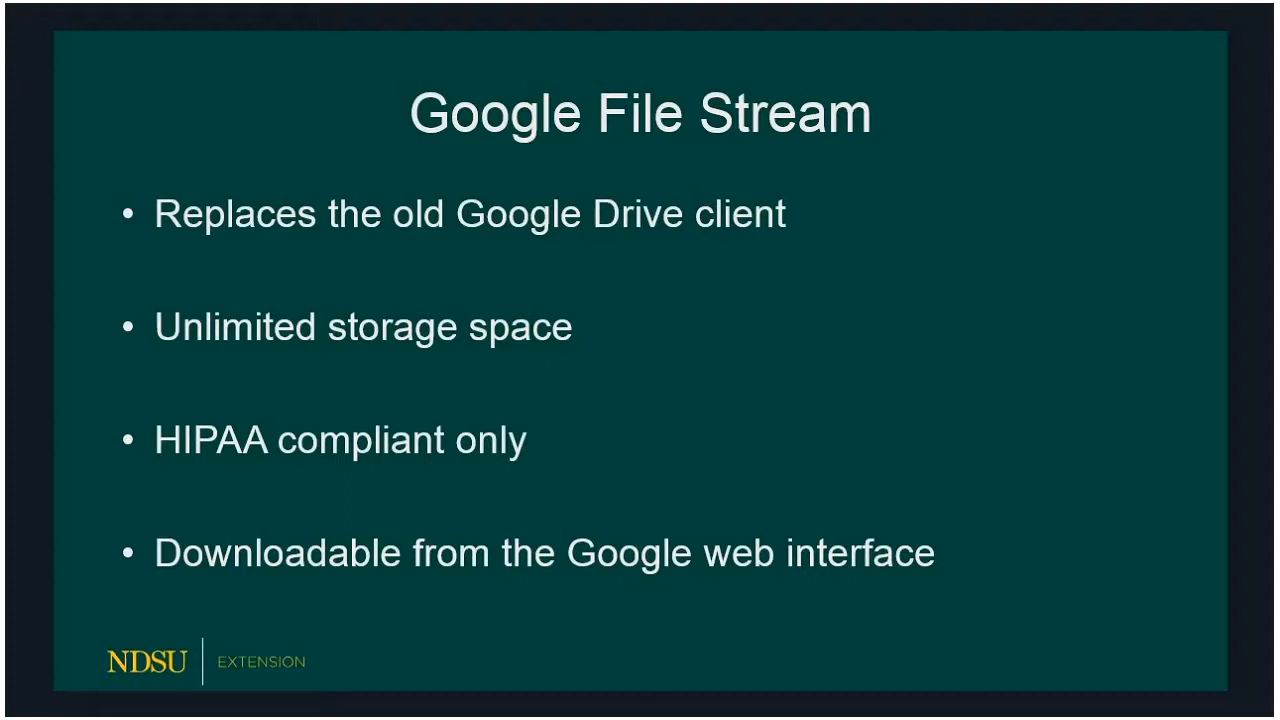 Google File Stream
• Replaces the old Google Drive client
• Unlimited storage space
• HIPAA compliant only
• Downloadable from the Google web interface
NDSU EXTENSION